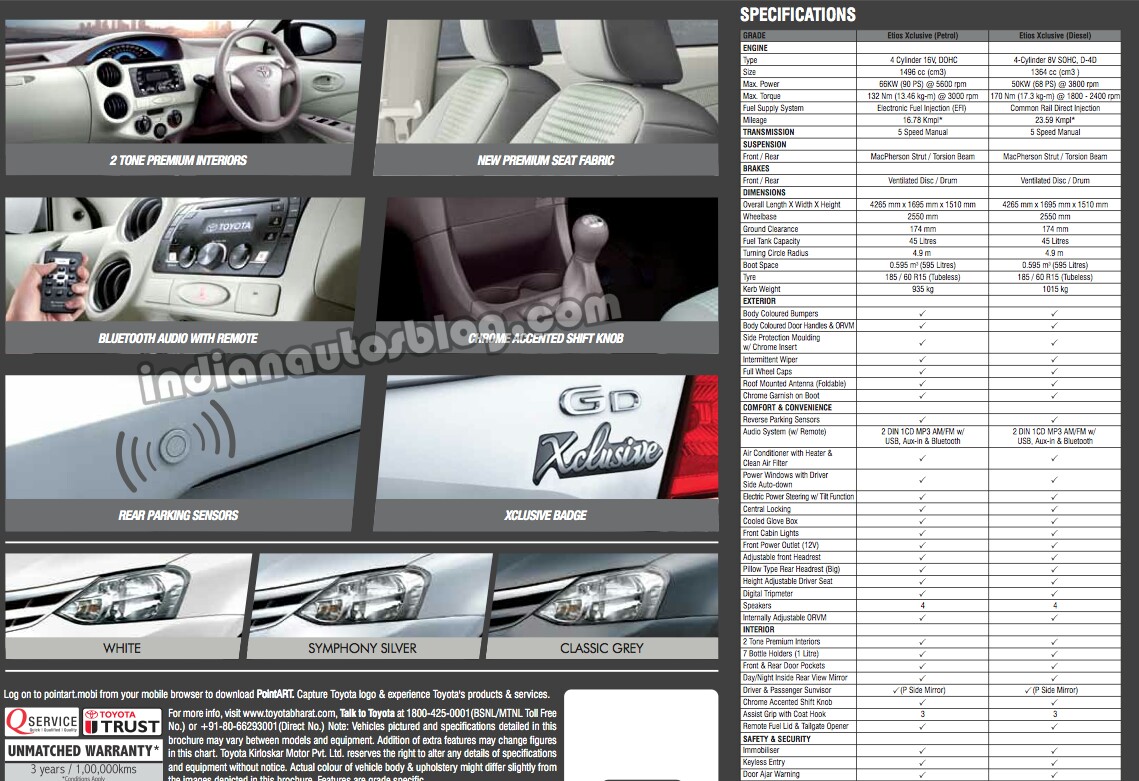 2 TONE PREMIUM INTERIORS
NEW PREMIUM SEAT FABRIC
TOYOTA
BLUETOOTH AUDIO WITH REMOTE
CHROME ACCENTED SHIFT KNOB
indianautosblog.com
GD
Xclusive
REAR PARKING SENSORS
XCLUSIVE BADGE
WHITE
SYMPHONY SILVER
CLASSIC GREY
Log on to pointart.mobi from your mobile browser to download PointART. Capture Toyota logo & experience Toyota's products & services.
Q SERVICE
Quick | Qualified | Quality
TOYOTA
U TRUST
UNMATCHED WARRANTY*
3 years / 1,00,000kms
*Conditions Apply
For more info, visit www.toyotabharat.com, Talk to Toyota at 1800-425-0001(BSNL/MTNL Toll Free
No.) or +91-80-66293001(Direct No.) Note: Vehicles pictured and specifications detailed in this
brochure may vary between models and equipment. Addition of extra features may change figures
in this chart. Toyota Kirloskar Motor Pvt. Ltd. reserves the right to alter any details of specifications
and equipment without notice. Actual colour of vehicle body & upholstery might differ slightly from
the images depicted in this brochure. Features are grade specific.
SPECIFICATIONS
GRADE Etios Xclusive (Petrol) Etios Xclusive (Diesel)
ENGINE
Type 4 Cylinder 16V, DOHC 4-Cylinder 8V SOHC, D-4D
Size 1496 cc (cm3) 1364 cc (cm3 )
Max. Power 66KW (90 PS) @ 5600 rpm 50KW (68 PS) @ 3800 rpm
Max. Torque 132 Nm (13.46 kg-m) @ 3000 rpm 170 Nm (17.3 kg-m) @ 1800 - 2400 rpm
Fuel Supply System Electronic Fuel Injection (EFI) Common Rail Direct Injection
Mileage 16.78 Kmpl* 23.59 Kmpl*
TRANSMISSION 5 Speed Manual 5 Speed Manual
SUSPENSION
Front / Rear MacPherson Strut / Torsion Beam MacPherson Strut / Torsion Beam
BRAKES
Front / Rear Ventilated Disc / Drum Ventilated Disc / Drum
DIMENSIONS
Overall Length X Width X Height 4265 mm x 1695 mm x 1510 mm 4265 mm x 1695 mm x 1510 mm
Wheelbase 2550 mm 2550 mm
Ground Clearance 174 mm 174 mm
Fuel Tank Capacity 45 Litres 45 Litres
Turning Circle Radius 4.9 m 4.9 m
Boot Space 0.595 m³ (595 Litres) 0.595 m³ (595 Litres)
Tyre 185 / 60 R15 (Tubeless) 185 / 60 R15 (Tubeless)
Kerb Weight 935 kg 1015 kg
EXTERIOR
Body Coloured Bumpers ✓ ✓
Body Coloured Door Handles & ORVM ✓ ✓
Side Protection Moulding
w/ Chrome Insert ✓ ✓
Intermittent Wiper ✓ ✓
Full Wheel Caps ✓ ✓
Roof Mounted Antenna (Foldable) ✓ ✓
Chrome Garnish on Boot ✓ ✓
COMFORT & CONVENIENCE
Reverse Parking Sensors ✓ ✓
Audio System (w/ Remote) 2 DIN 1CD MP3 AM/FM w/ 2 DIN 1CD MP3 AM/FM w/
USB, Aux-in & Bluetooth USB, Aux-in & Bluetooth
Air Conditioner with Heater &
Clean Air Filter ✓ ✓
Power Windows with Driver
Side Auto-down ✓ ✓
Electric Power Steering w/ Tilt Function ✓ ✓
Central Locking ✓ ✓
Cooled Glove Box ✓ ✓
Front Cabin Lights ✓ ✓
Front Power Outlet (12V) ✓ ✓
Adjustable front Headrest ✓ ✓
Pillow Type Rear Headrest (Big) ✓ ✓
Height Adjustable Driver Seat ✓ ✓
Digital Tripmeter ✓ ✓
Speakers 4 4
Internally Adjustable ORVM ✓ ✓
INTERIOR
2 Tone Premium Interiors ✓ ✓
7 Bottle Holders (1 Litre) ✓ ✓
Front & Rear Door Pockets ✓ ✓
Day/Night Inside Rear View Mirror ✓ ✓
Driver & Passenger Sunvisor ✓(P Side Mirror) ✓(P Side Mirror)
Chrome Accented Shift Knob ✓ ✓
Assist Grip with Coat Hook 3 3
Remote Fuel Lid & Tailgate Opener ✓ ✓
SAFETY & SECURITY
Immobiliser ✓ ✓
Keyless Entry ✓ ✓
Door Ajar Warning ✓ ✓